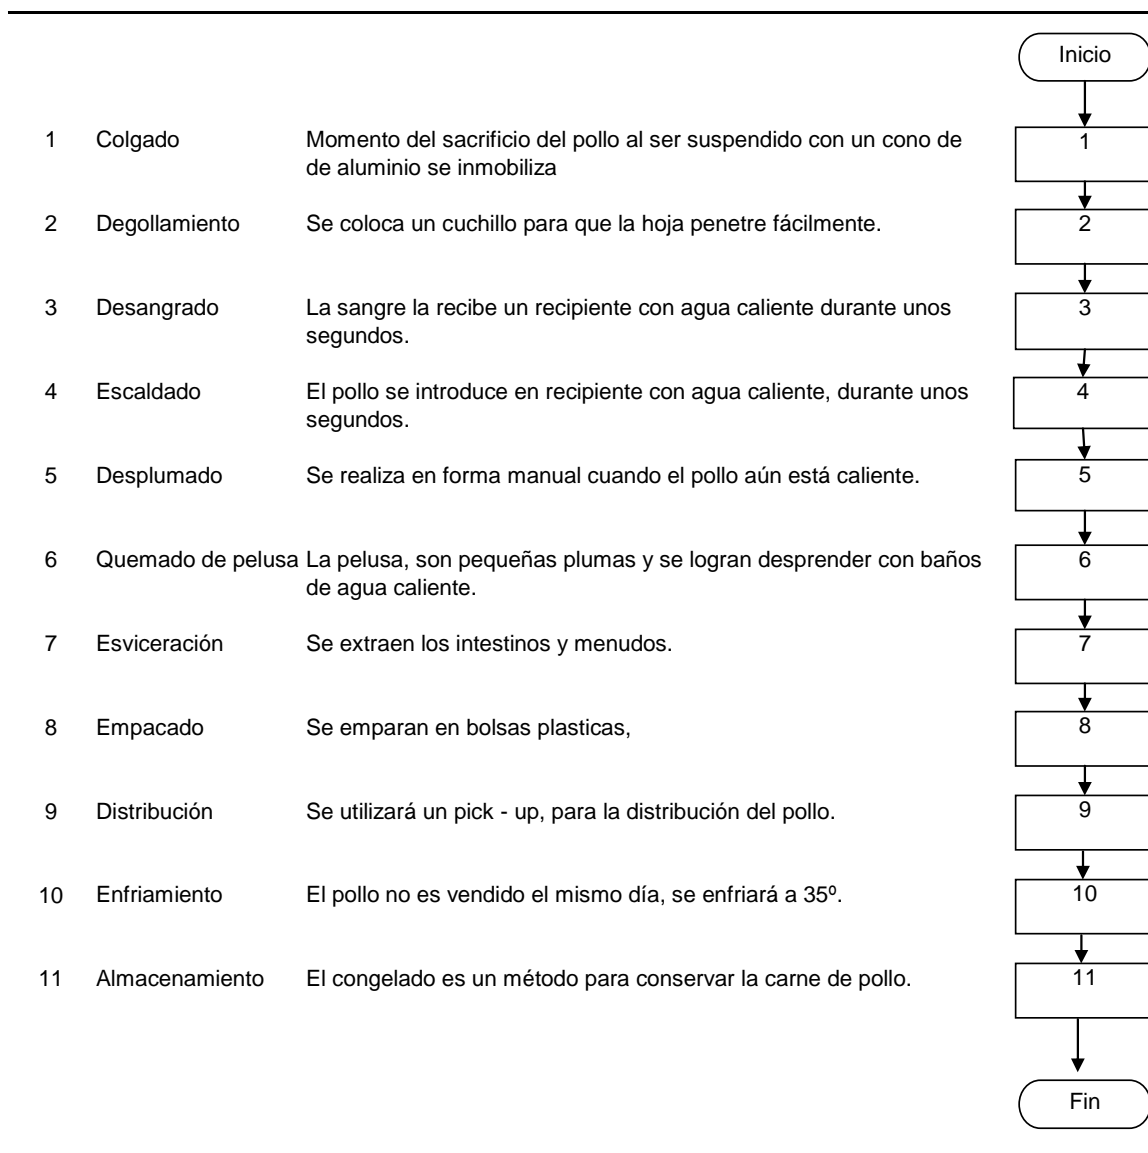 Inicio
1 Colgado Momento del sacrificio del pollo al ser suspendido con un cono de 1
de aluminio se inmobiliza
2 Degollamiento Se coloca un cuchillo para que la hoja penetre fácilmente. 2
3 Desangrado La sangre la recibe un recipiente con agua caliente durante unos 3
segundos.
4 Escaldado El pollo se introduce en recipiente con agua caliente, durante unos 4
segundos.
5 Desplumado Se realiza en forma manual cuando el pollo aún está caliente. 5
6 Quemado de pelusa La pelusa, son pequeñas plumas y se logran desprender con baños 6
de agua caliente.
7 Esviceración Se extraen los intestinos y menudos. 7
8 Empacado Se emparan en bolsas plasticas, 8
9 Distribución Se utilizará un pick - up, para la distribución del pollo. 9
10 Enfriamiento El pollo no es vendido el mismo día, se enfriará a 35º. 10
11 Almacenamiento El congelado es un método para conservar la carne de pollo. 11
Fin